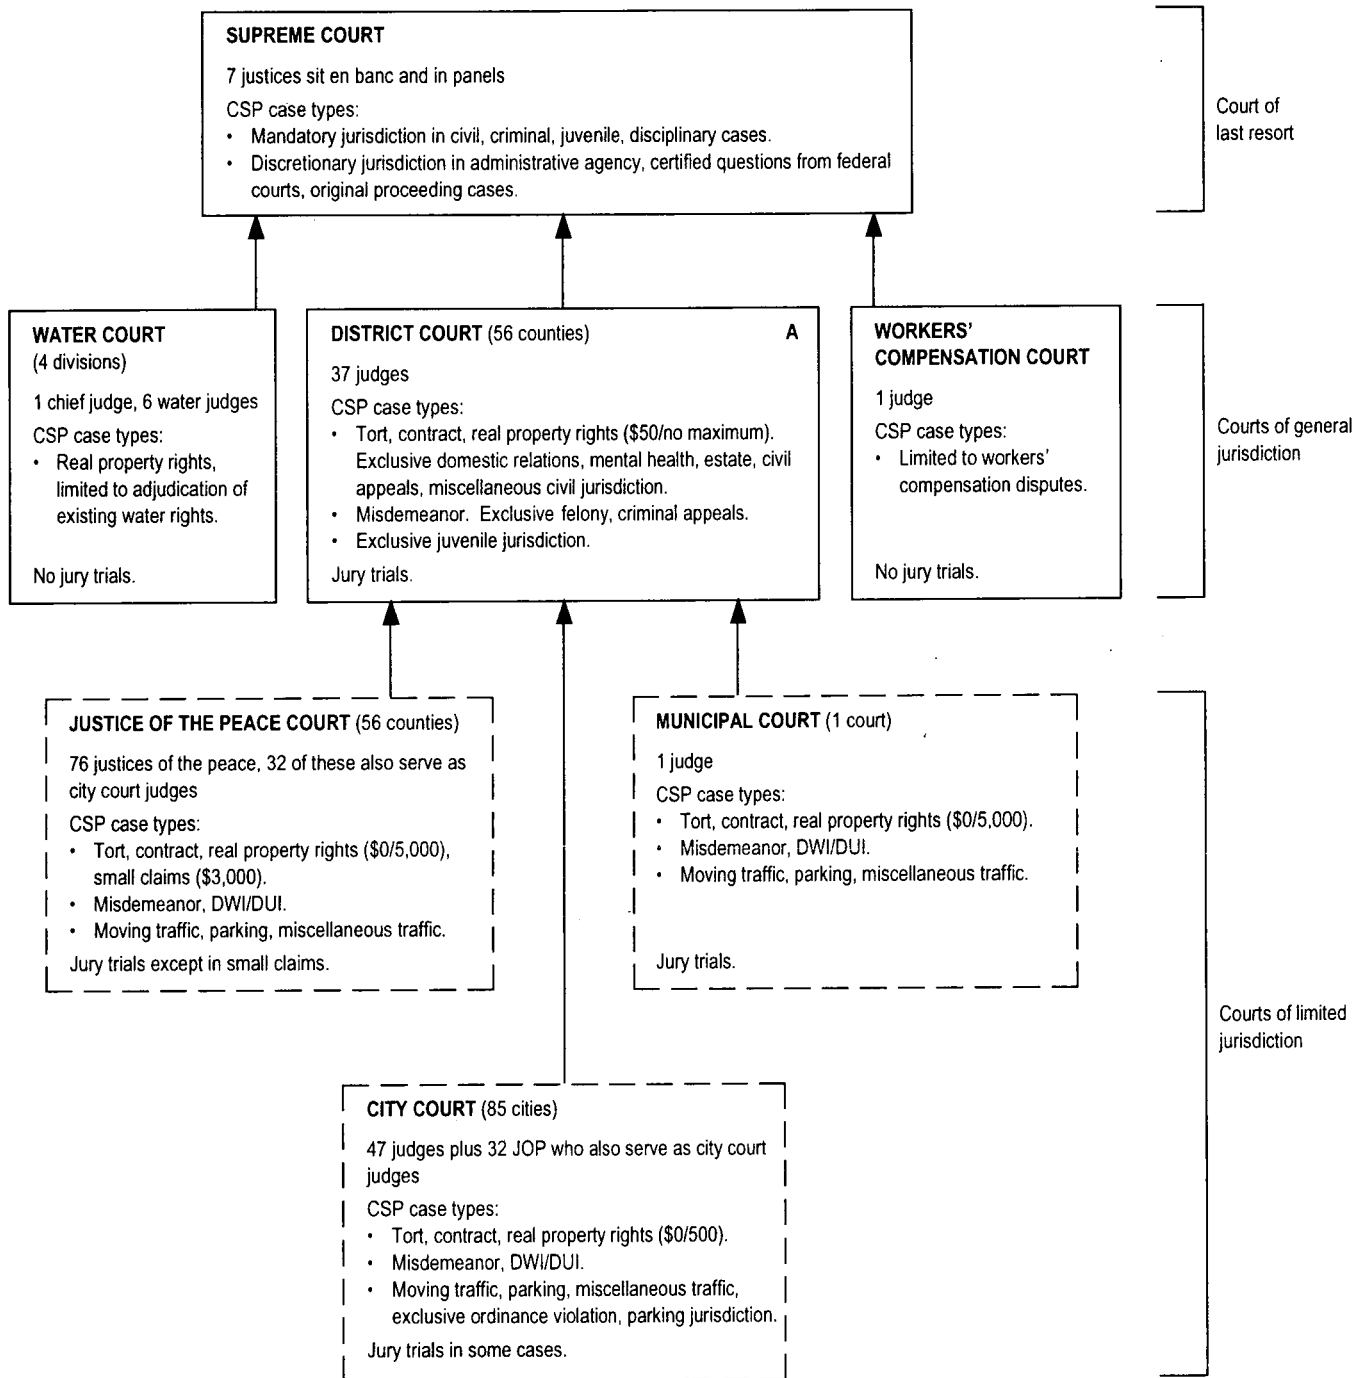 SUPREME COURT
7 justices sit en banc and in panels
CSP case types:
• Mandatory jurisdiction in civil, criminal, juvenile, disciplinary cases.
• Discretionary jurisdiction in administrative agency, certified questions from federal
courts, original proceeding cases.
Court of
last resort
WATER COURT
(4 divisions)
1 chief judge, 6 water judges
CSP case types:
• Real property rights,
limited to adjudication of
existing water rights.
No jury trials.
DISTRICT COURT (56 counties) A
37 judges
CSP case types:
• Tort, contract, real property rights ($50/no maximum).
Exclusive domestic relations, mental health, estate, civil
appeals, miscellaneous civil jurisdiction.
• Misdemeanor. Exclusive felony, criminal appeals.
• Exclusive juvenile jurisdiction.
Jury trials.
WORKERS'
COMPENSATION COURT
1 judge
CSP case types:
• Limited to workers'
compensation disputes.
No jury trials.
Courts of general
jurisdiction
JUSTICE OF THE PEACE COURT (56 counties)
76 justices of the peace, 32 of these also serve as
city court judges
CSP case types:
• Tort, contract, real property rights ($0/5,000),
small claims ($3,000).
• Misdemeanor, DWI/DUI.
• Moving traffic, parking, miscellaneous traffic.
Jury trials except in small claims.
MUNICIPAL COURT (1 court)
1 judge
CSP case types:
• Tort, contract, real property rights ($0/5,000).
• Misdemeanor, DWI/DUI.
• Moving traffic, parking, miscellaneous traffic.
Jury trials.
Courts of limited
jurisdiction
CITY COURT (85 cities)
47 judges plus 32 JOP who also serve as city court
judges
CSP case types:
• Tort, contract, real property rights ($0/500).
• Misdemeanor, DWI/DUI.
• Moving traffic, parking, miscellaneous traffic,
exclusive ordinance violation, parking jurisdiction.
Jury trials in some cases.